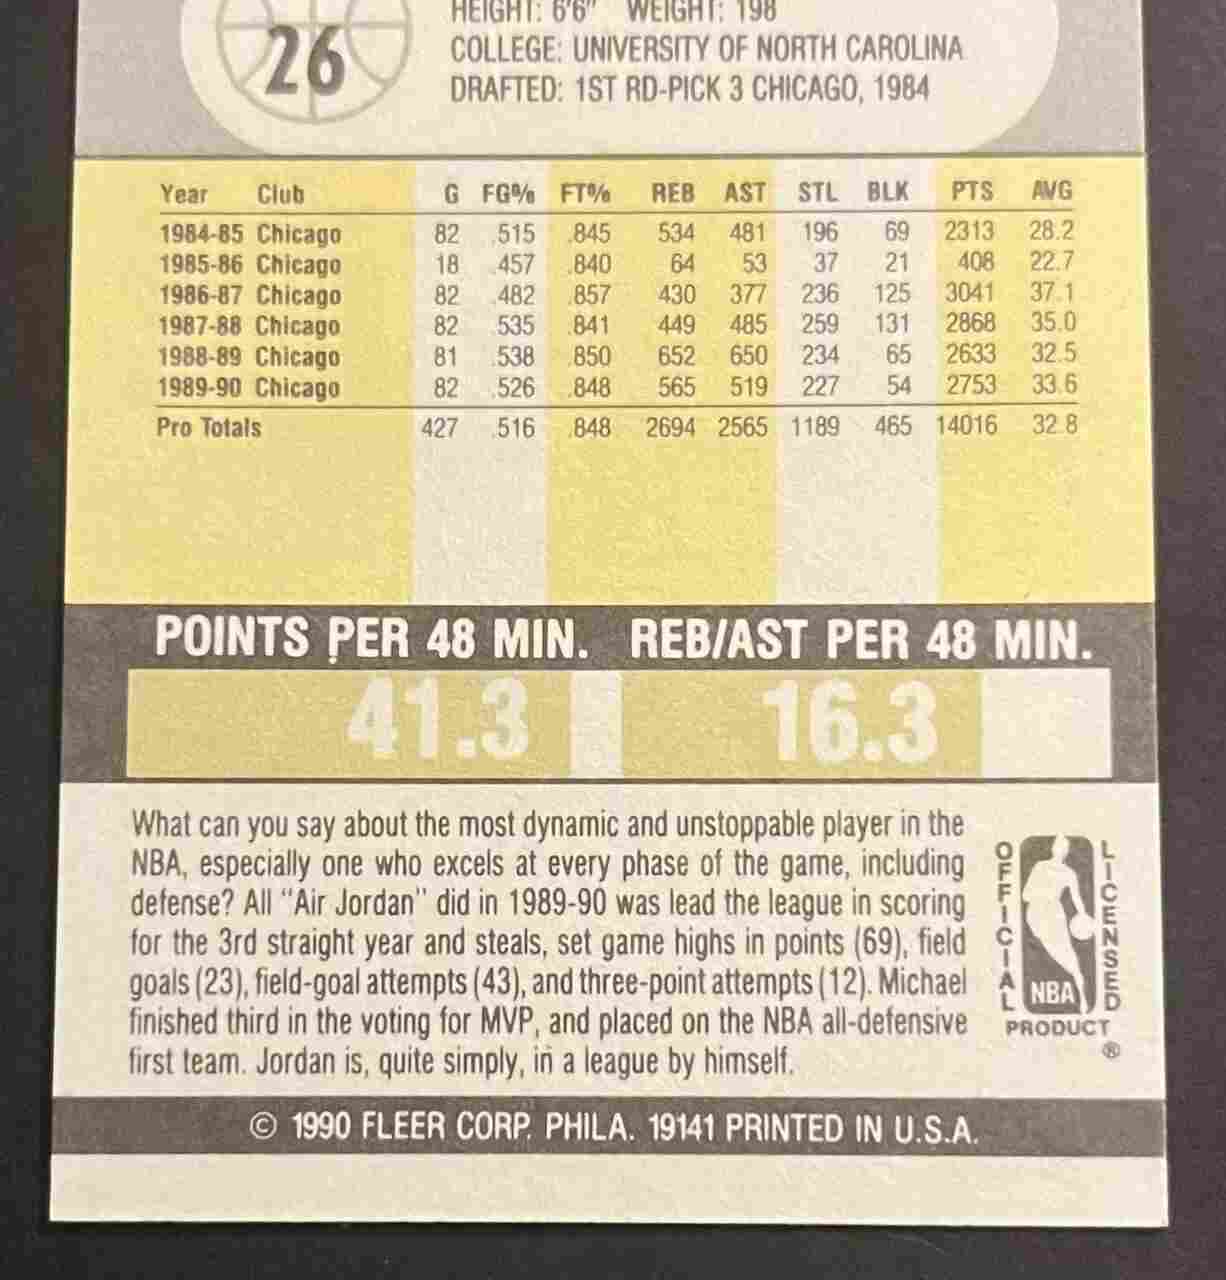 26
HEIGHT: 6'6" WEIGHT: 198
COLLEGE: UNIVERSITY OF NORTH CAROLINA
DRAFTED: 1ST RD-PICK 3 CHICAGO, 1984
Year Club G FG% FT% REB AST STL BLK PTS AVG
1984-85 Chicago 82 .515 .845 534 481 196 69 2313 28.2
1985-86 Chicago 18 .457 .840 64 53 37 21 408 22.7
1986-87 Chicago 82 .482 .857 430 377 236 125 3041 37.1
1987-88 Chicago 82 .535 .841 449 485 259 131 2868 35.0
1988-89 Chicago 81 .538 .850 652 650 234 65 2633 32.5
1989-90 Chicago 82 .526 .848 565 519 227 54 2753 33.6
Pro Totals 427 .516 .848 2694 2565 1189 465 14016 32.8
POINTS PER 48 MIN. REB/AST PER 48 MIN.
41.3 16.3
What can you say about the most dynamic and unstoppable player in the
NBA, especially one who excels at every phase of the game, including
defense? All "Air Jordan" did in 1989-90 was lead the league in scoring
for the 3rd straight year and steals, set game highs in points (69), field
goals (23), field-goal attempts (43), and three-point attempts (12). Michael
finished third in the voting for MVP, and placed on the NBA all-defensive
first team. Jordan is, quite simply, in a league by himself.
OFFICIAL
NBA
LICENSED
PRODUCT
®
© 1990 FLEER CORP. PHILA. 19141 PRINTED IN U.S.A.